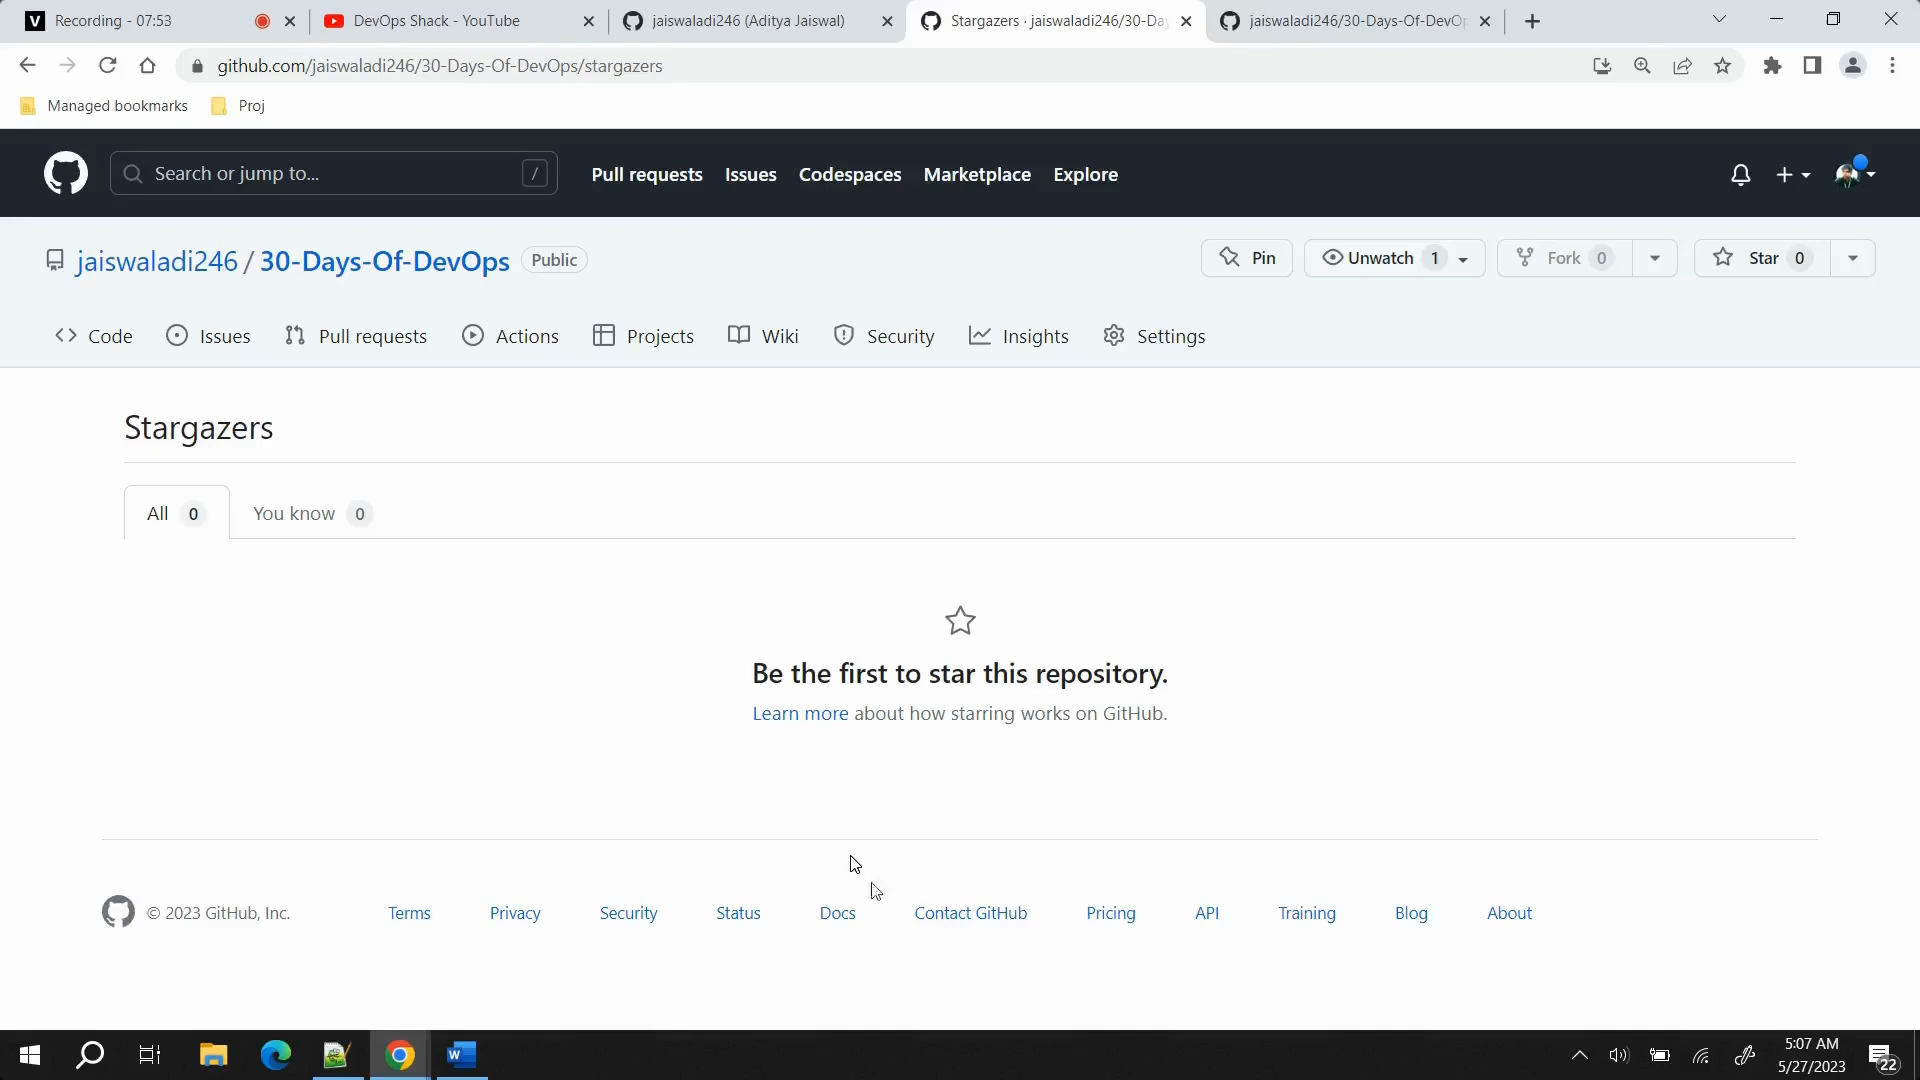 V Recording - 07:53
DevOps Shack - YouTube
jaiswaladi246 (Aditya Jaiswal)
Stargazers · jaiswaladi246/30-Da
jaiswaladi246/30-Days-Of-DevOp
github.com/jaiswaladi246/30-Days-Of-DevOps/stargazers
Managed bookmarks
Proj
Search or jump to...
/
Pull requests
Issues
Codespaces
Marketplace
Explore
jaiswaladi246 / 30-Days-Of-DevOps
Public
Pin
Unwatch 1
Fork 0
Star 0
Code
Issues
Pull requests
Actions
Projects
Wiki
Security
Insights
Settings
Stargazers
All 0
You know 0
Be the first to star this repository.
Learn more about how starring works on GitHub.
© 2023 GitHub, Inc.
Terms
Privacy
Security
Status
Docs
Contact GitHub
Pricing
API
Training
Blog
About
W
5:07 AM
5/27/2023
22